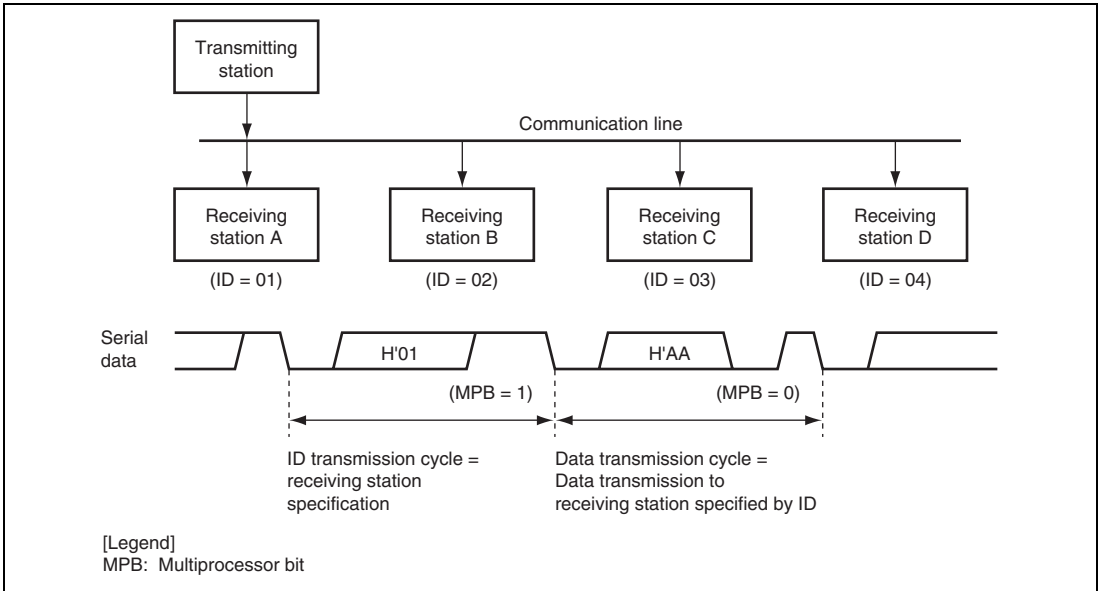 Transmitting
station
Communication line
Receiving
station A
Receiving
station B
Receiving
station C
Receiving
station D
(ID = 01)
(ID = 02)
(ID = 03)
(ID = 04)
Serial
data
H'01
H'AA
(MPB = 1)
(MPB = 0)
ID transmission cycle =
receiving station
specification
Data transmission cycle =
Data transmission to
receiving station specified by ID
[Legend]
MPB: Multiprocessor bit